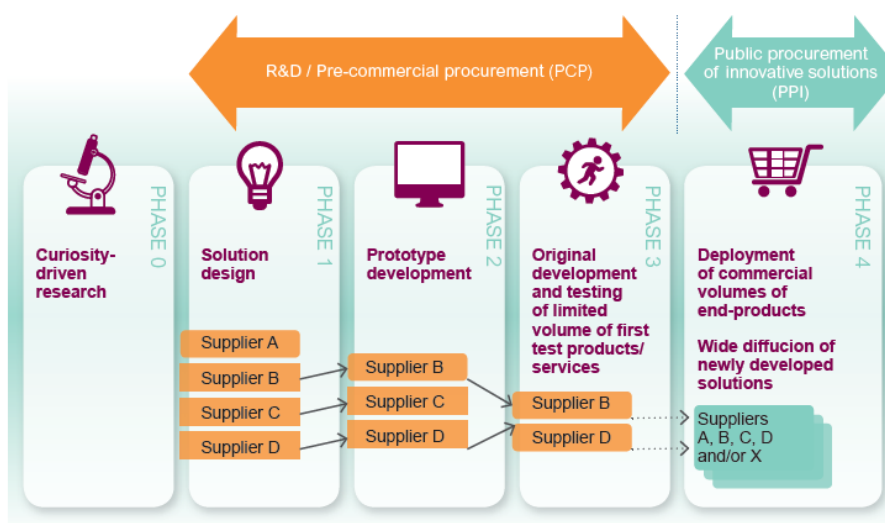 R&D / Pre-commercial procurement (PCP)
Public procurement
of innovative solutions
(PPI)
PHASE 0
Curiosity-
driven
research
PHASE 1
Solution
design
Supplier A
Supplier B
Supplier C
Supplier D
PHASE 2
Prototype
development
Supplier B
Supplier C
Supplier D
PHASE 3
Original
development
and testing
of limited
volume of first
test products/
services
Supplier B
Supplier D
PHASE 4
Deployment
of commercial
volumes of
end-products
Wide diffucion of
newly developed
solutions
Suppliers
A, B, C, D
and/or X